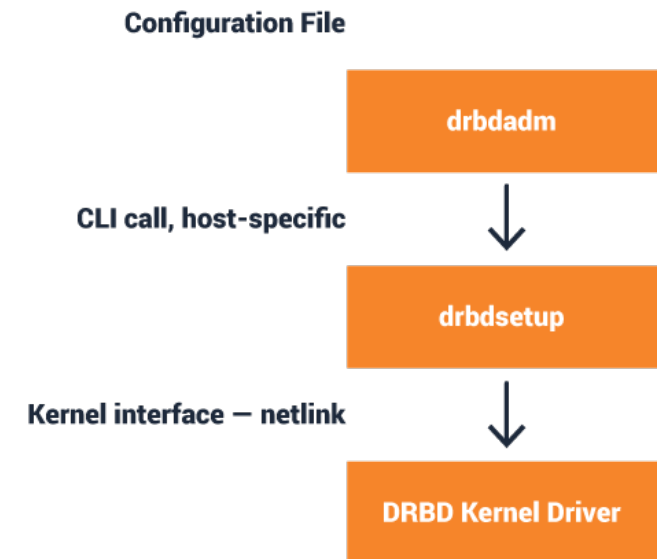 Configuration File
drbdadm
CLI call, host-specific
drbdsetup
Kernel interface — netlink
DRBD Kernel Driver